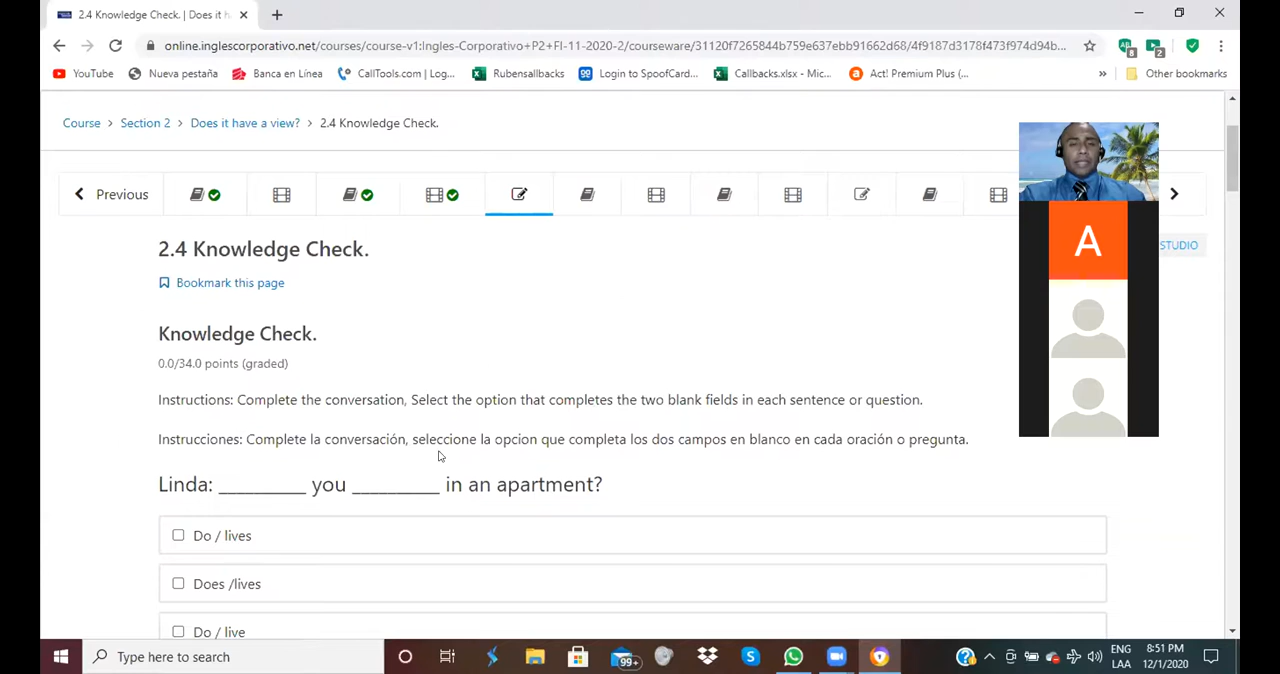 2.4 Knowledge Check. | Does it h
online.inglescorporativo.net/courses/course-v1:Ingles-Corporativo+P2+FI-11-2020-2/courseware/31120f7265844b759e637ebb91662d68/4f9187d3178f473f974d94b...
8
2
YouTube Nueva pestaña Banca en Línea CallTools.com | Log... Rubensallbacks Login to SpoofCard... Callbacks.xlsx - Mic... Act! Premium Plus (... » Other bookmarks
Course > Section 2 > Does it have a view? > 2.4 Knowledge Check.
Previous
2.4 Knowledge Check.
STUDIO
A
Bookmark this page
Knowledge Check.
0.0/34.0 points (graded)
Instructions: Complete the conversation, Select the option that completes the two blank fields in each sentence or question.
Instrucciones: Complete la conversación, seleccione la opcion que completa los dos campos en blanco en cada oración o pregunta.
Linda: __________ you __________ in an apartment?
Do / lives
Does /lives
Do / live
Type here to search
99+
ENG
LAA
8:51 PM
12/1/2020